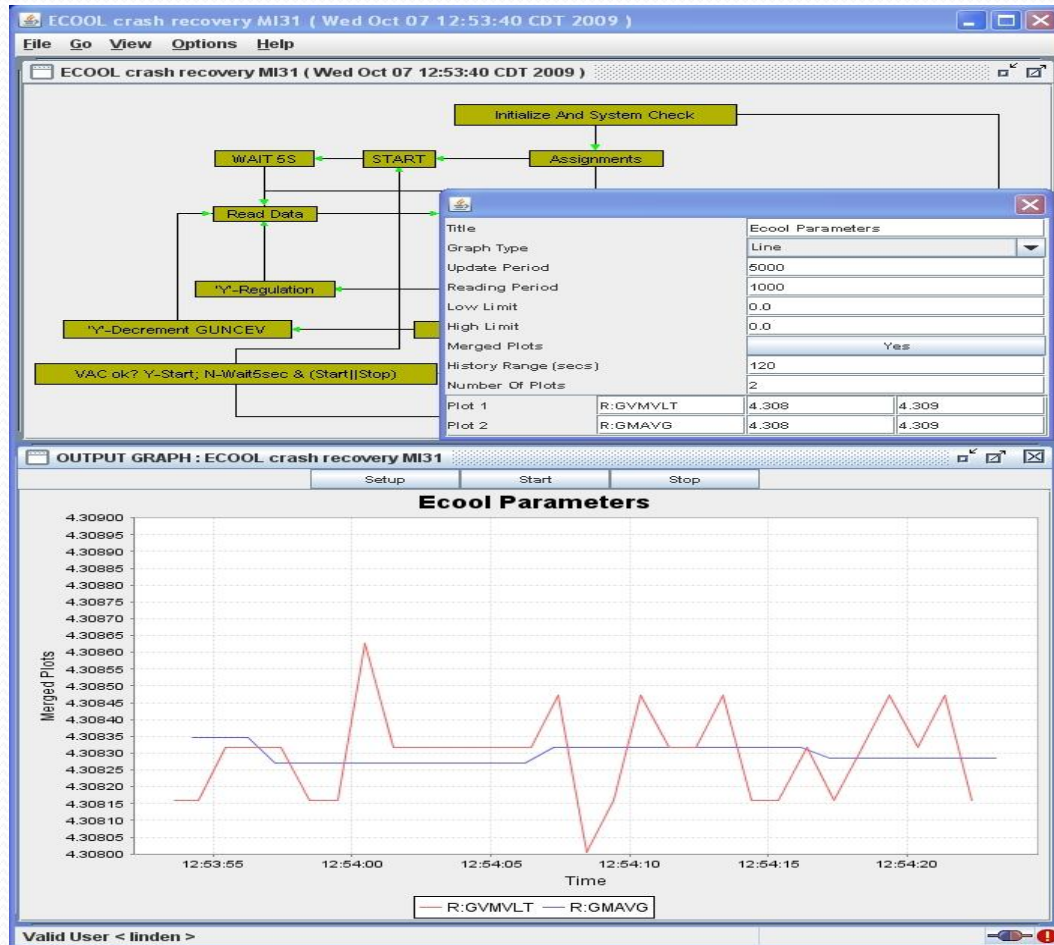 ECOOL crash recovery MI31 ( Wed Oct 07 12:53:40 CDT 2009 )
File Go View Options Help
ECOOL crash recovery MI31 ( Wed Oct 07 12:53:40 CDT 2009 )
Initialize And System Check
WAIT 5S START Assignments
Read Data
'Y'-Regulation
'Y'-Decrement GUNCEV
VAC ok? Y-Start; N-Wait5sec & (Start||Stop)
Title Ecool Parameters
Graph Type Line
Update Period 5000
Reading Period 1000
Low Limit 0.0
High Limit 0.0
Merged Plots Yes
History Range (secs) 120
Number Of Plots 2
Plot 1 R:GVMVLT 4.308 4.309
Plot 2 R:GMAVG 4.308 4.309
OUTPUT GRAPH : ECOOL crash recovery MI31
Setup Start Stop
Ecool Parameters
Merged Plots
4.30900
4.30895
4.30890
4.30885
4.30880
4.30875
4.30870
4.30865
4.30860
4.30855
4.30850
4.30845
4.30840
4.30835
4.30830
4.30825
4.30820
4.30815
4.30810
4.30805
4.30800
12:53:55 12:54:00 12:54:05 12:54:10 12:54:15 12:54:20
Time
R:GVMVLT R:GMAVG
Valid User < linden >